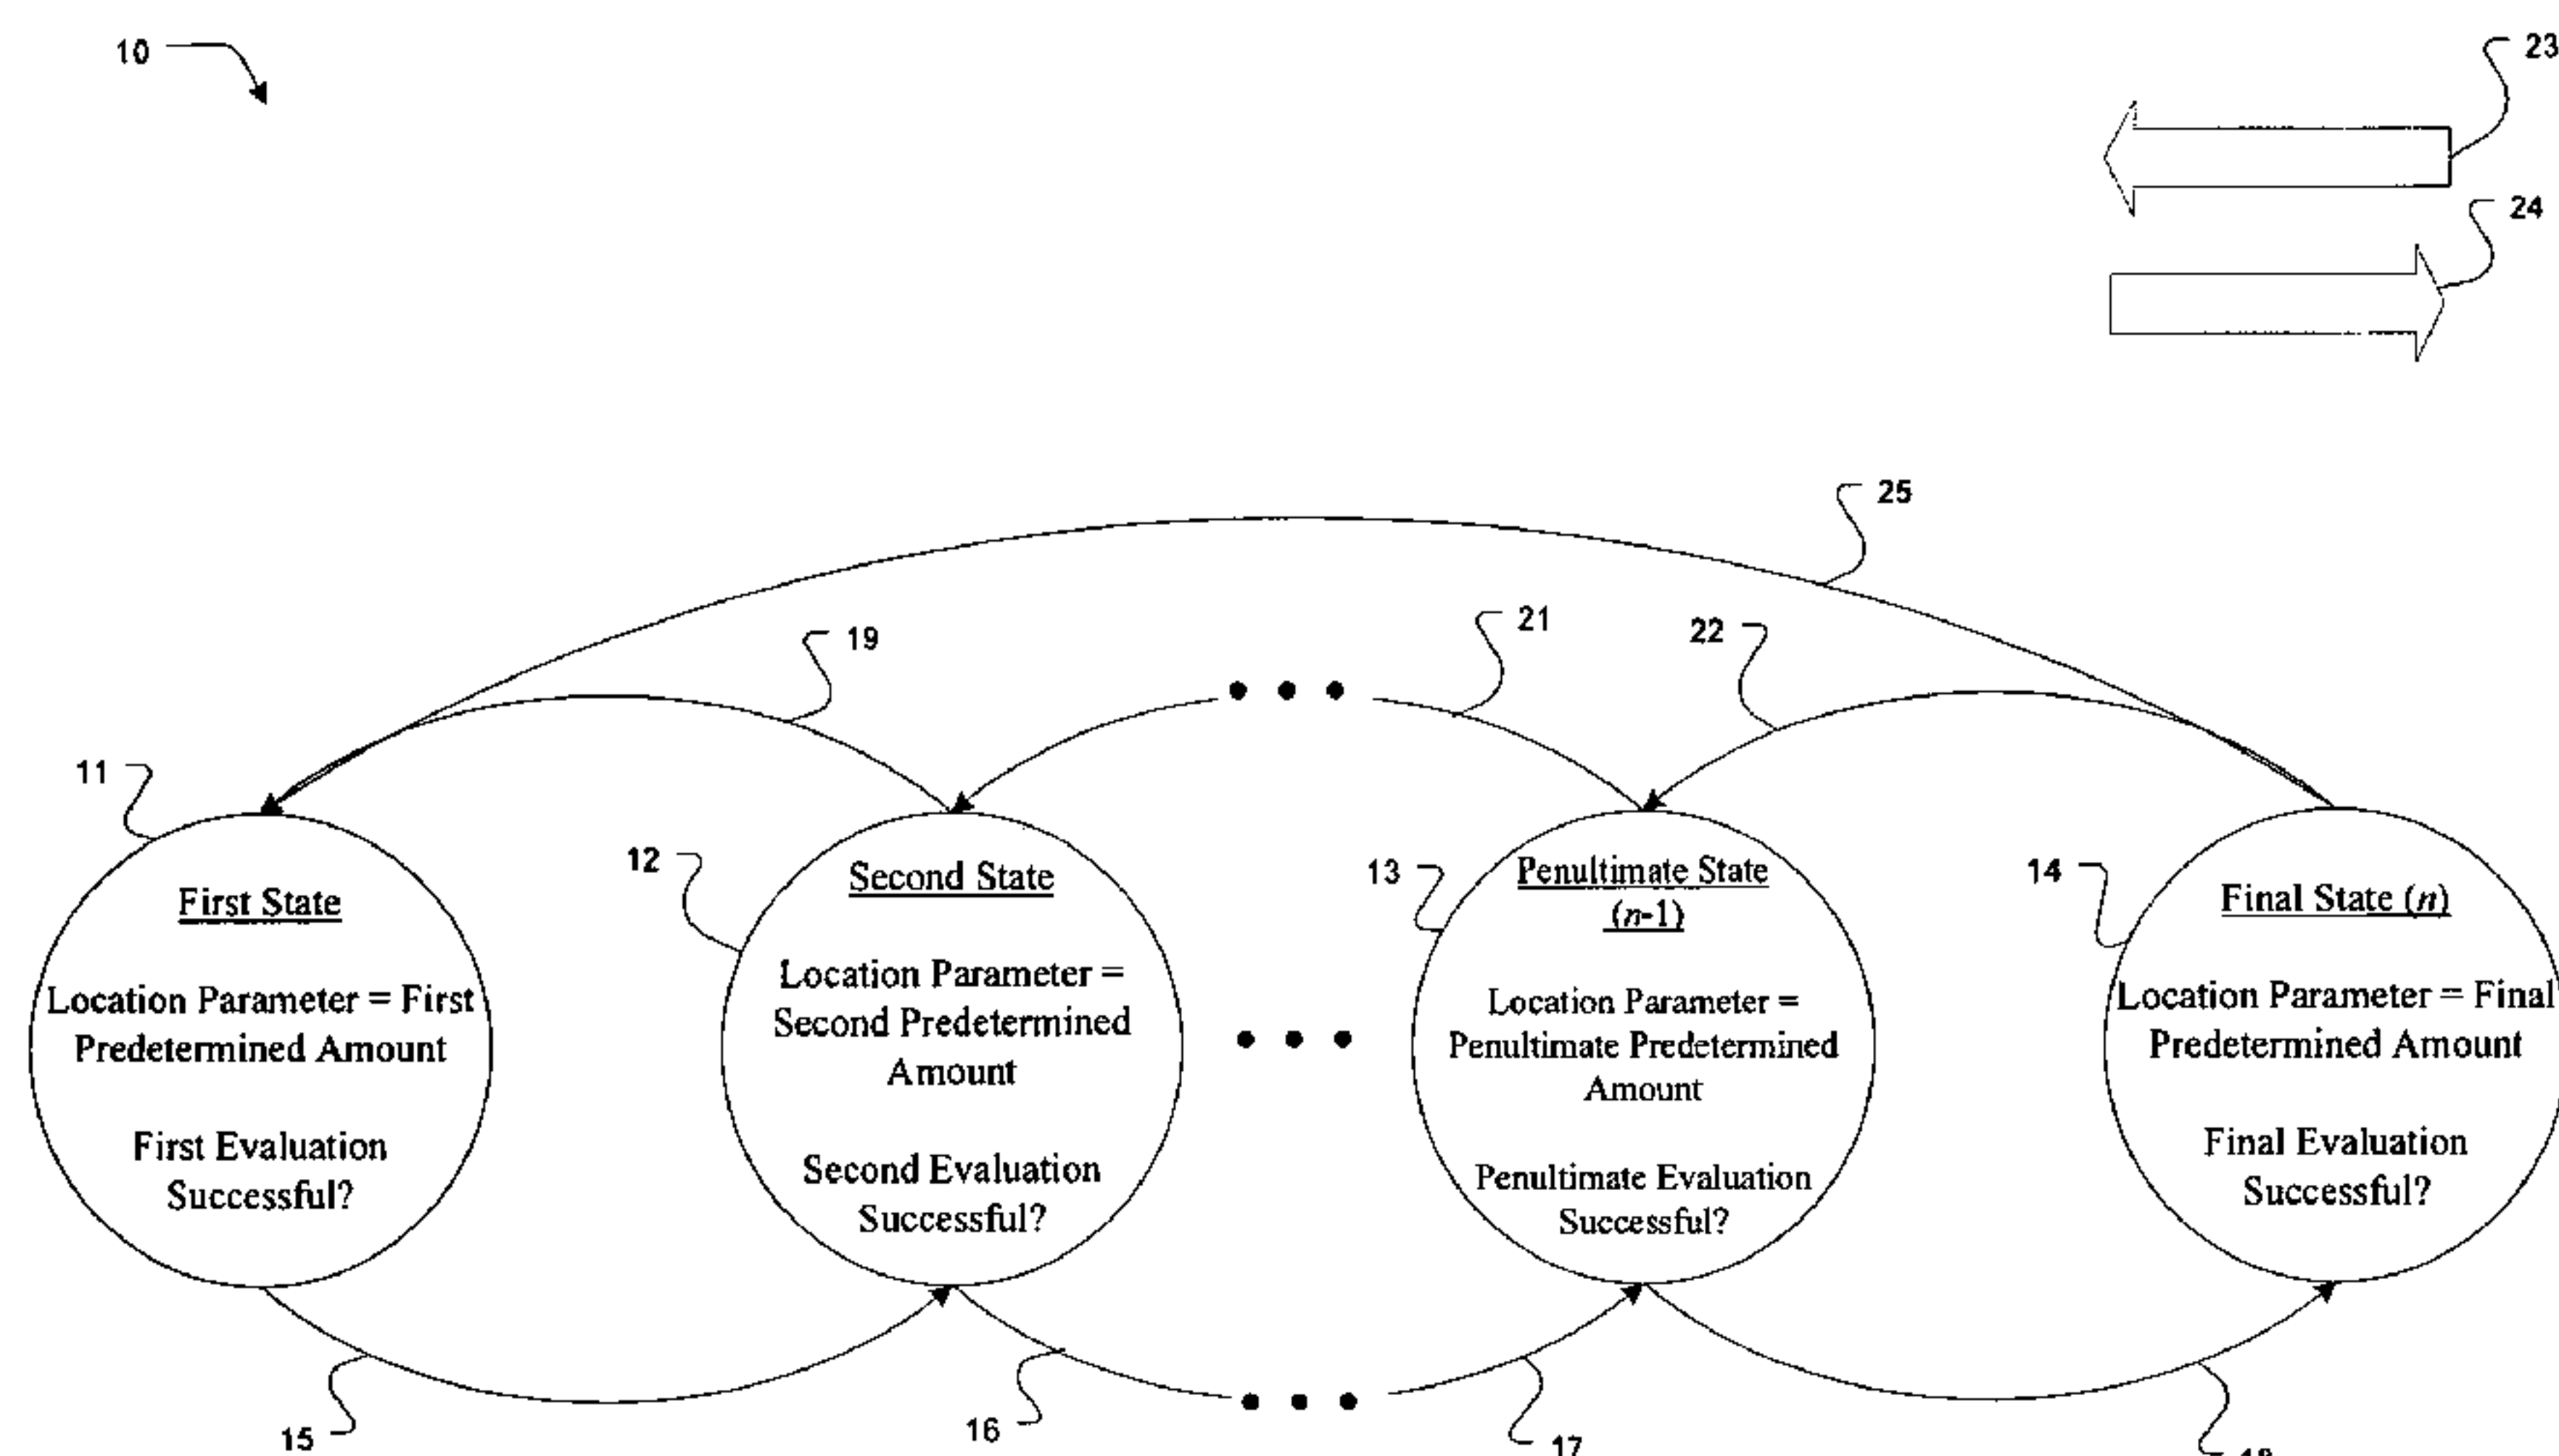 10
23
24
25
19
21
22
11
12
13
14
First State
Location Parameter = First
Predetermined Amount
First Evaluation
Successful?
Second State
Location Parameter =
Second Predetermined
Amount
Second Evaluation
Successful?
Penultimate State
(n-1)
Location Parameter =
Penultimate Predetermined
Amount
Penultimate Evaluation
Successful?
Final State (n)
Location Parameter = Final
Predetermined Amount
Final Evaluation
Successful?
15
16
17
18